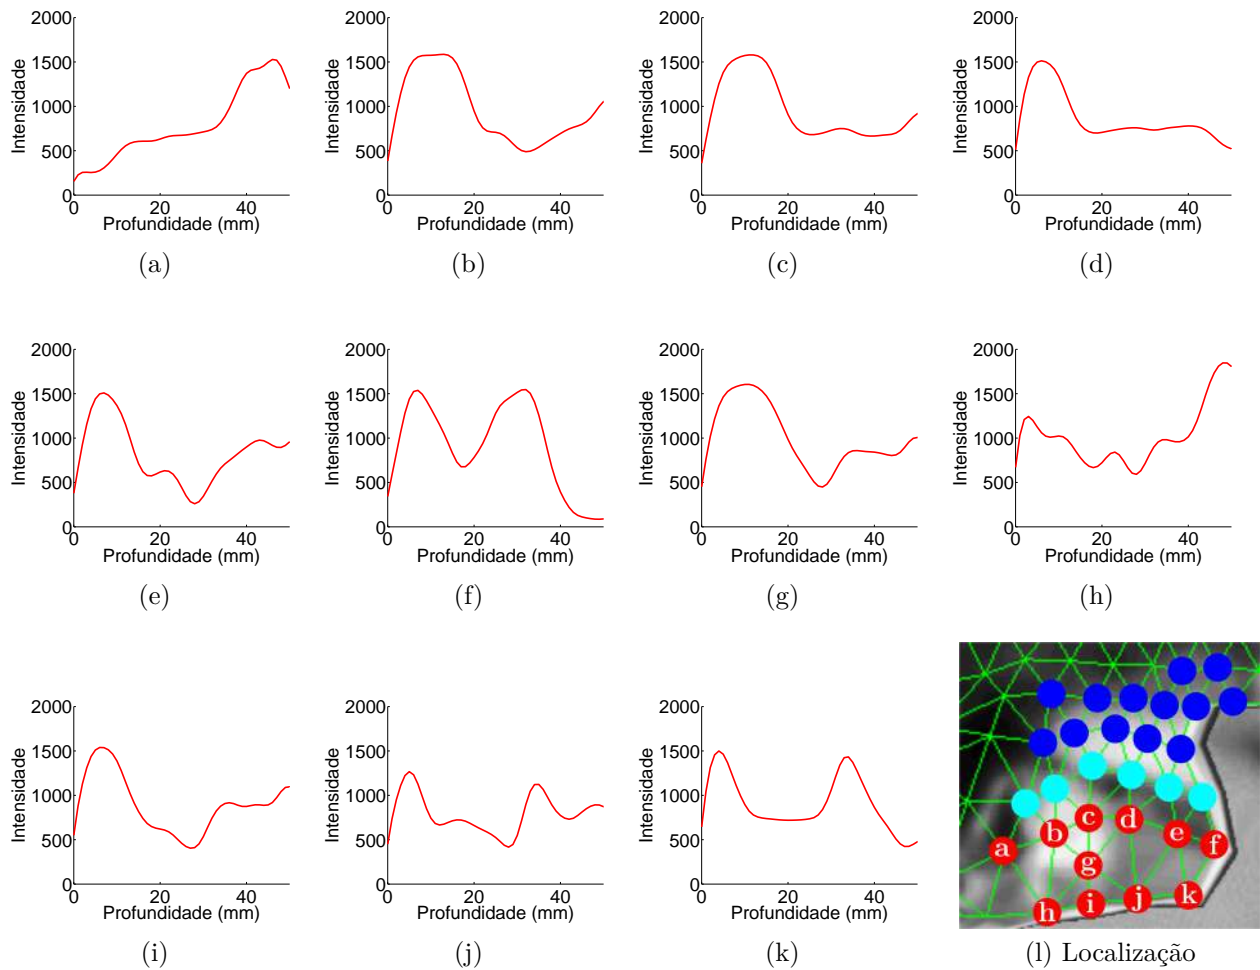 2000 2000 2000 2000
1500 1500 1500 1500
1000 1000 1000 1000
500 500 500 500
0 0 0 0
Intensidade Intensidade Intensidade Intensidade
0 20 40 0 20 40 0 20 40 0 20 40
Profundidade (mm) Profundidade (mm) Profundidade (mm) Profundidade (mm)
(a) (b) (c) (d)
2000 2000 2000 2000
1500 1500 1500 1500
1000 1000 1000 1000
500 500 500 500
0 0 0 0
Intensidade Intensidade Intensidade Intensidade
0 20 40 0 20 40 0 20 40 0 20 40
Profundidade (mm) Profundidade (mm) Profundidade (mm) Profundidade (mm)
(e) (f) (g) (h)
2000 2000 2000
1500 1500 1500
1000 1000 1000
500 500 500
0 0 0
Intensidade Intensidade Intensidade
0 20 40 0 20 40 0 20 40
Profundidade (mm) Profundidade (mm) Profundidade (mm)
a b c d e f
g
h i j k
(i) (j) (k) (l) Localização